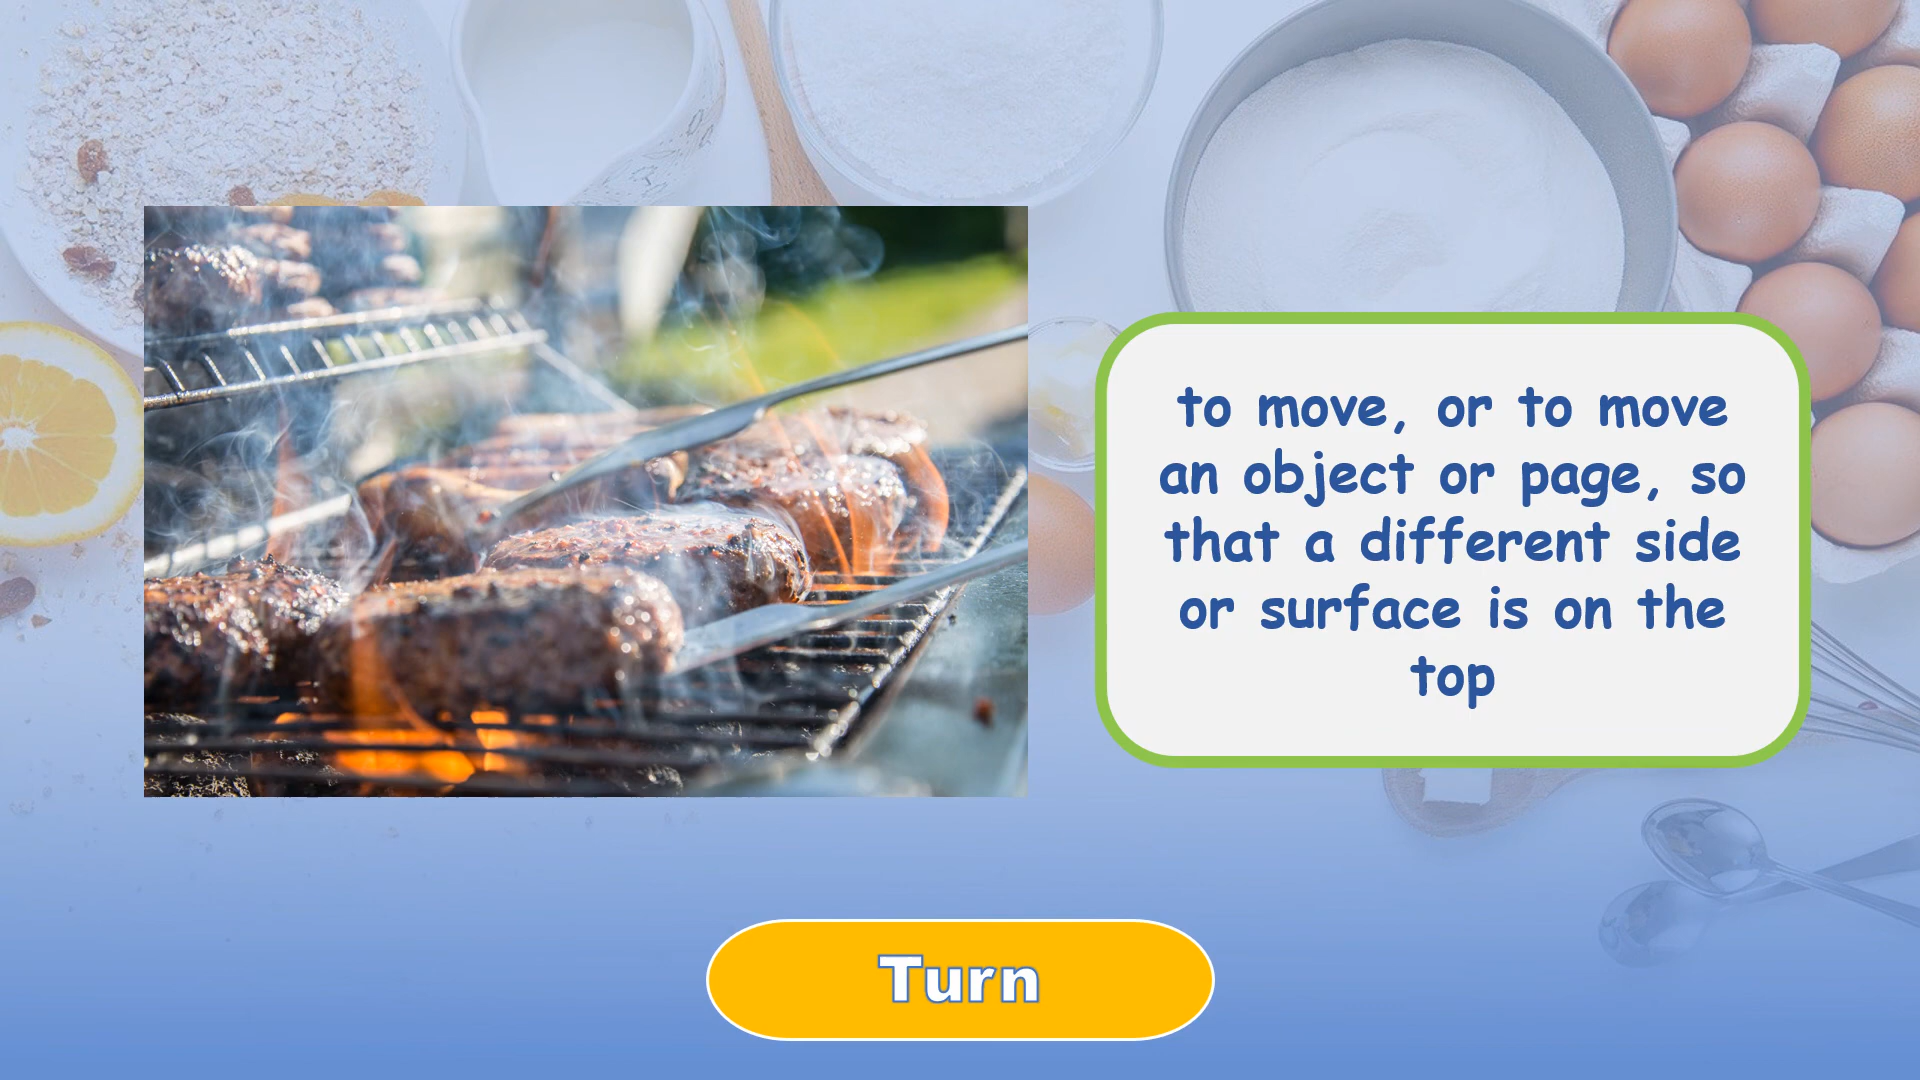 to move, or to move
an object or page, so
that a different side
or surface is on the
top
Turn